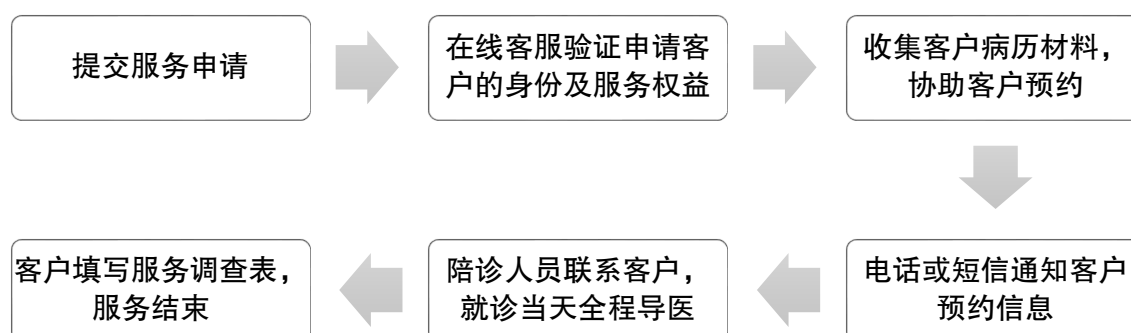 提交服务申请
在线客服验证申请客
户的身份及服务权益
收集客户病历材料，
协助客户预约
电话或短信通知客户
预约信息
陪诊人员联系客户，
就诊当天全程导医
客户填写服务调查表，
服务结束